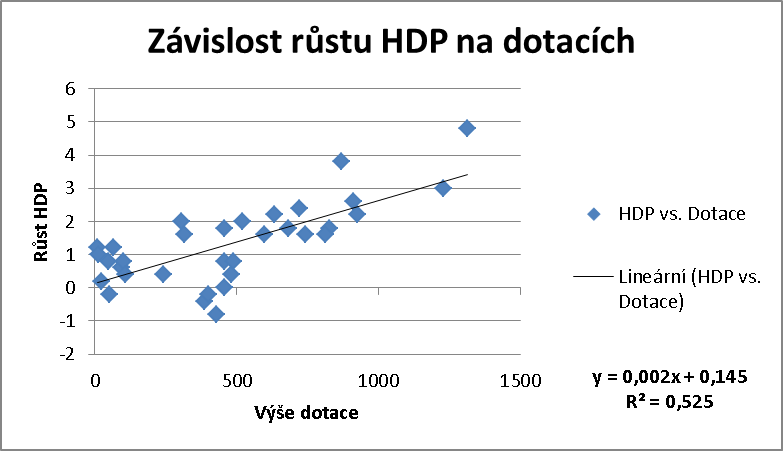 Závislost růstu HDP na dotacích
6
5
4
3
2
1
0
-1
-2
Růst HDP
0
500
1000
1500
Výše dotace
HDP vs. Dotace
Lineární (HDP vs.
Dotace)
y = 0,002x + 0,145
R² = 0,525